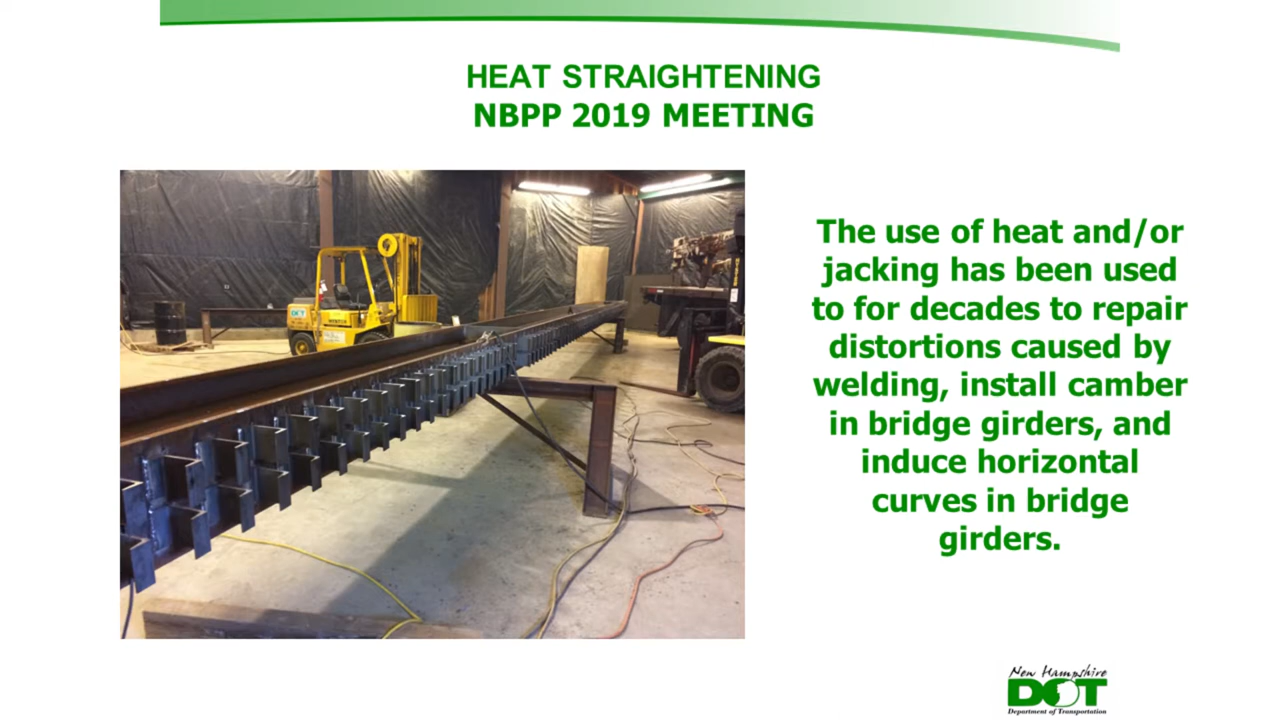 HEAT STRAIGHTENING
NBPP 2019 MEETING
The use of heat and/or
jacking has been used
to for decades to repair
distortions caused by
welding, install camber
in bridge girders, and
induce horizontal
curves in bridge
girders.
New Hampshire
DOT
Department of Transportation